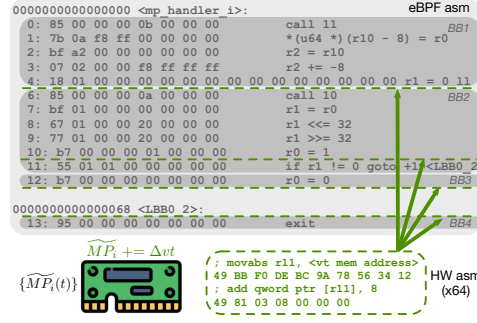 0000000000000000 <mp_handler_i>: eBPF asm
0: 85 00 00 00 0b 00 00 00 call 11 BB1
1: 7b 0a f8 ff 00 00 00 00 *(u64 *)(r10 - 8) = r0
2: bf a2 00 00 00 00 00 00 r2 = r10
3: 07 02 00 00 f8 ff ff ff r2 += -8
4: 18 01 00 00 00 00 00 00 00 00 00 00 00 00 00 00 r1 = 0 ll
6: 85 00 00 00 0a 00 00 00 call 10 BB2
7: bf 01 00 00 00 00 00 00 r1 = r0
8: 67 01 00 00 20 00 00 00 r1 <<= 32
9: 77 01 00 00 20 00 00 00 r1 >>= 32
10: b7 00 00 00 01 00 00 00 r0 = 1
11: 55 01 01 00 00 00 00 00 if r1 != 0 goto +1 <LBB0_2
12: b7 00 00 00 00 00 00 00 r0 = 0 BB3
0000000000000068 <LBB0_2>:
13: 95 00 00 00 00 00 00 00 exit BB4
MP_i += Δvt
{MP_i(t)}
; movabs r11, <vt mem address>
49 BB F0 DE BC 9A 78 56 34 12
; add qword ptr [r11], 8
49 81 03 08 00 00 00
HW asm
(x64)